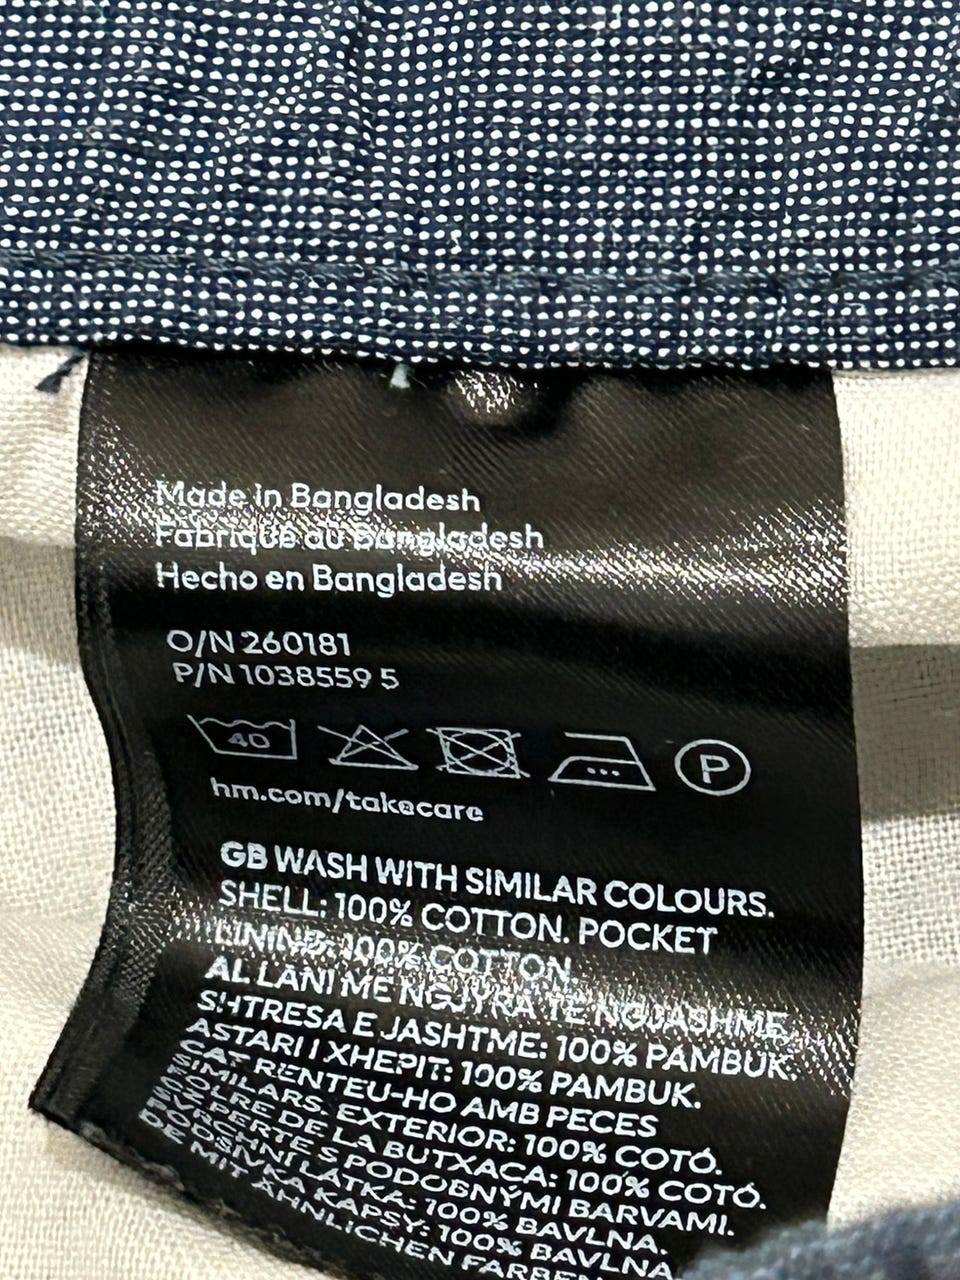 Made in Bangladesh
Fabriqué au Bangladesh
Hecho en Bangladesh
O/N 260181
P/N 1038559 5
40
P
hm.com/takecare
GB WASH WITH SIMILAR COLOURS.
SHELL: 100% COTTON. POCKET
LINING: 100% COTTON.
AL LANI ME NGJYRA TË NGJASHME.
SHTRESA E JASHTME: 100% PAMBUK.
ASTARI I XHEPIT: 100% PAMBUK.
CAT RENTEU-HO AMB PECES
SIMILARS. EXTERIOR: 100% COTÓ.
FOLRE DE LA BUTXACA: 100% COTÓ.
PERTE S PODOBNÝMI BARVAMI.
LÁTKA: 100% BAVLNA.
KAPSY: 100% BAVLNA
DE MIT ÄHNLICHEN FARBEN